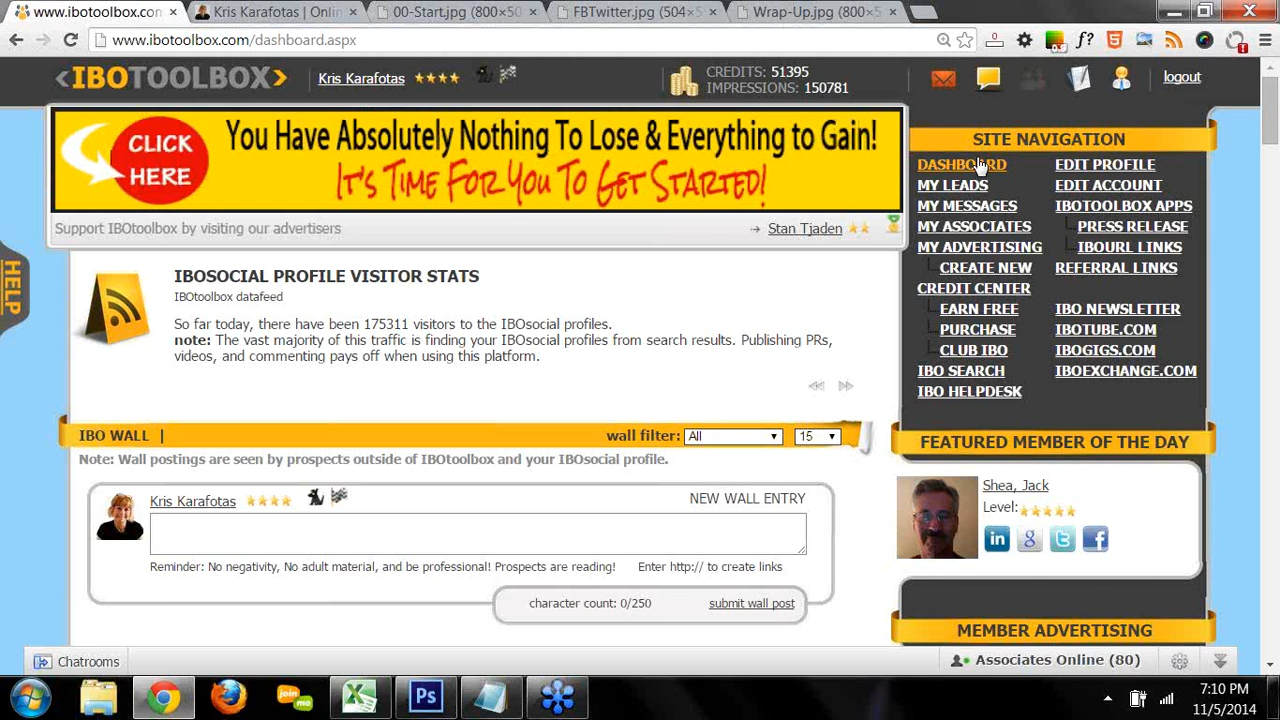 www.ibotoolbox.com
Kris Karafotas | Onlin
00-Start.jpg (800×50
FBTwitter.jpg (504×5
Wrap-Up.jpg (800×5
www.ibotoolbox.com/dashboard.aspx
<IBOTOOLBOX>
Kris Karafotas
CREDITS: 51395
IMPRESSIONS: 150781
logout
CLICK HERE
You Have Absolutely Nothing To Lose & Everything to Gain!
It's Time For You To Get Started!
Support IBOtoolbox by visiting our advertisers
Stan Tjaden
HELP
IBOSOCIAL PROFILE VISITOR STATS
IBOtoolbox datafeed
So far today, there have been 175311 visitors to the IBOsocial profiles.
note: The vast majority of this traffic is finding your IBOsocial profiles from search results. Publishing PRs,
videos, and commenting pays off when using this platform.
IBO WALL |
wall filter: All 15
Note: Wall postings are seen by prospects outside of IBOtoolbox and your IBOsocial profile.
Kris Karafotas
NEW WALL ENTRY
Reminder: No negativity, No adult material, and be professional! Prospects are reading!
Enter http:// to create links
character count: 0/250
submit wall post
SITE NAVIGATION
DASHBOARD
MY LEADS
MY MESSAGES
MY ASSOCIATES
MY ADVERTISING
CREATE NEW
CREDIT CENTER
EARN FREE
PURCHASE
CLUB IBO
IBO SEARCH
IBO HELPDESK
EDIT PROFILE
EDIT ACCOUNT
IBOTOOLBOX APPS
PRESS RELEASE
IBOURL LINKS
REFERRAL LINKS
IBO NEWSLETTER
IBOTUBE.COM
IBOGIGS.COM
IBOEXCHANGE.COM
FEATURED MEMBER OF THE DAY
Shea, Jack
Level:
MEMBER ADVERTISING
Chatrooms
Associates Online (80)
7:10 PM
11/5/2014